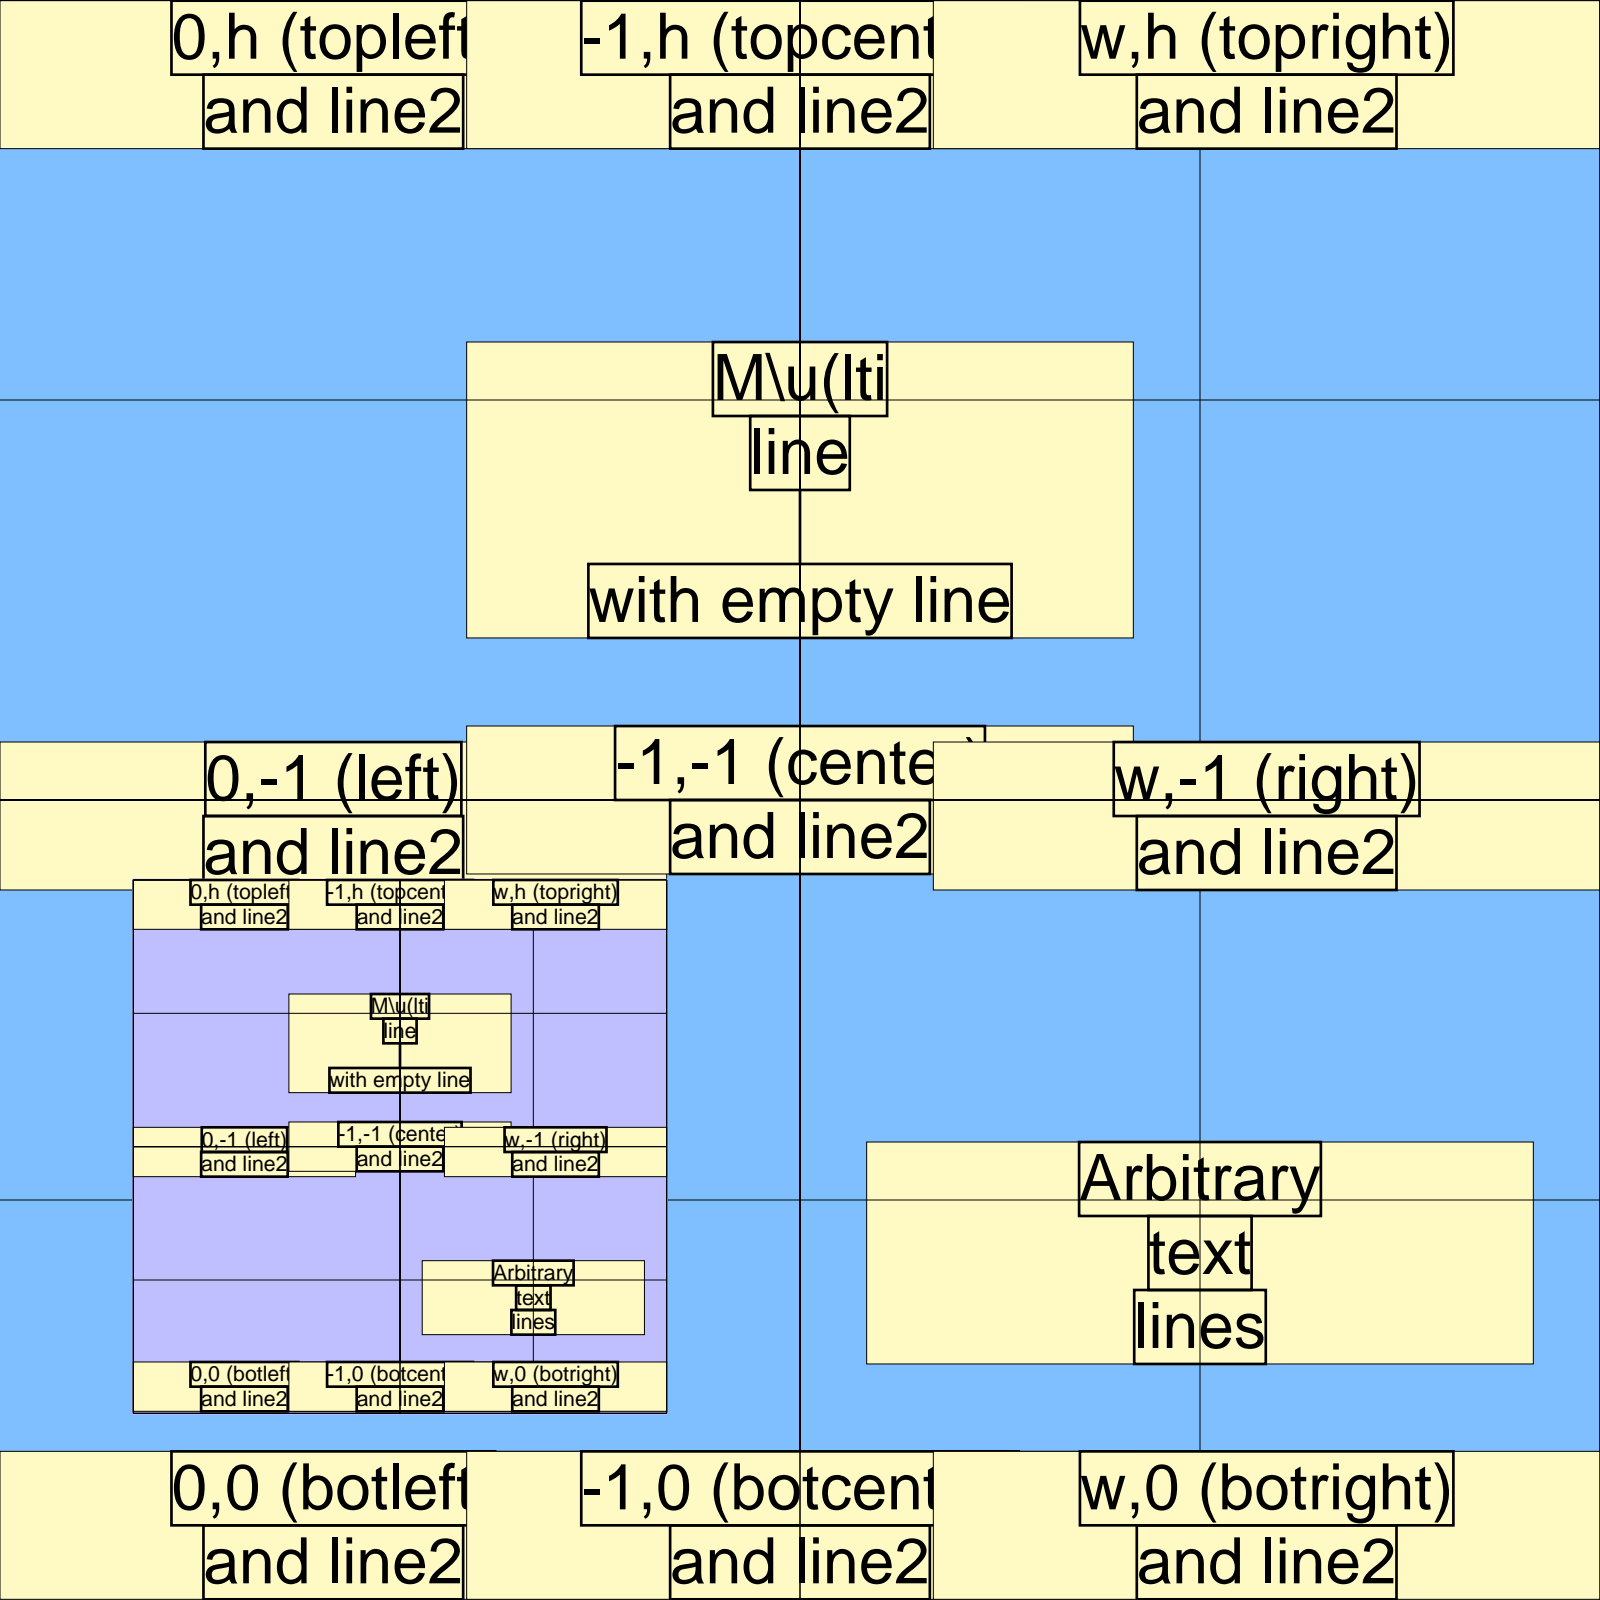 0,h (topleft
-1,h (topcent
w,h (topright)
and line2
and line2
and line2
M\u(lti
line
with empty line
0,-1 (left)
-1,-1 (cente
w,-1 (right)
and line2
and line2
and line2
0,h (topleft
-1,h (topcent
w,h (topright)
and line2
and line2
and line2
M\u(lti
line
with empty line
0,-1 (left)
-1,-1 (cente
w,-1 (right)
and line2
and line2
and line2
Arbitrary
text
lines
0,0 (botleft
-1,0 (botcent
w,0 (botright)
and line2
and line2
and line2
Arbitrary
text
lines
0,0 (botleft
-1,0 (botcent
w,0 (botright)
and line2
and line2
and line2